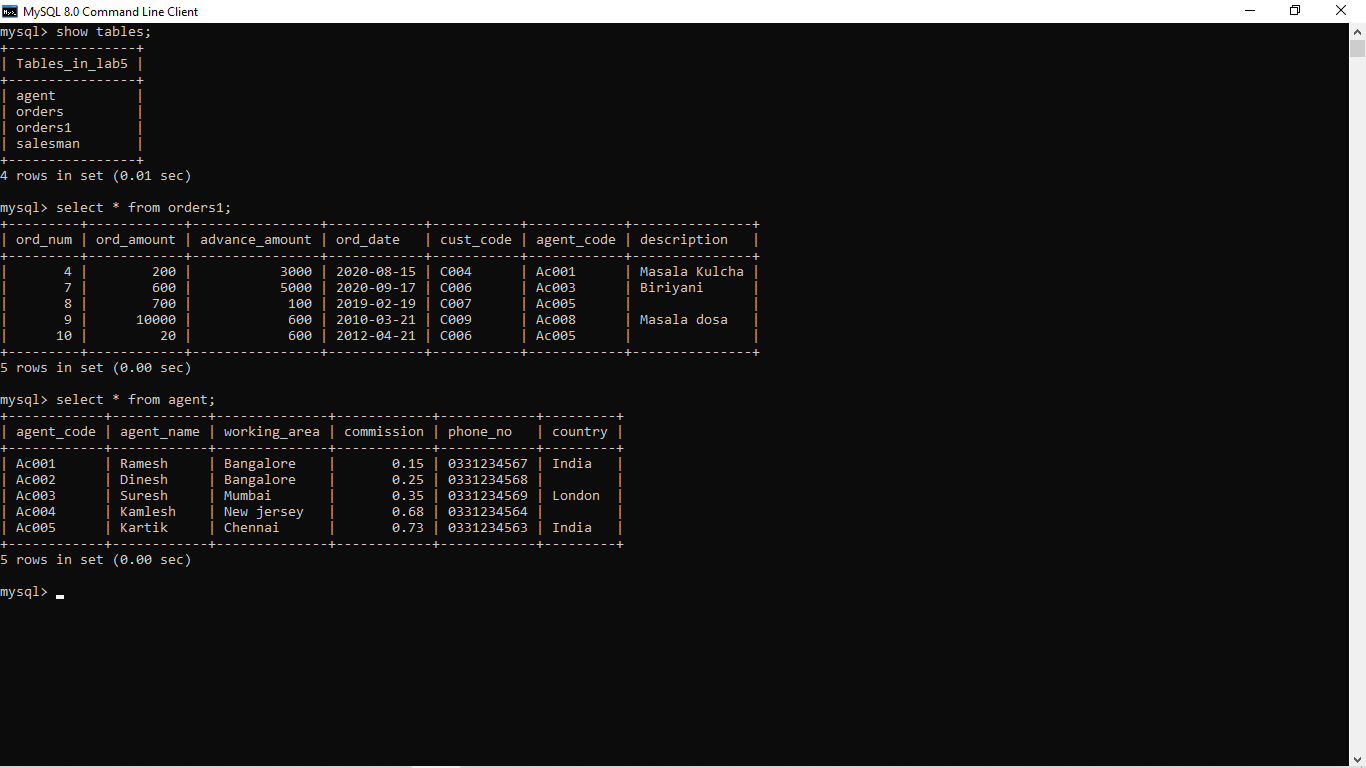 MySQL 8.0 Command Line Client
mysql> show tables;
+----------------+
| Tables_in_lab5 |
+----------------+
| agent          |
| orders         |
| orders1        |
| salesman       |
+----------------+
4 rows in set (0.01 sec)

mysql> select * from orders1;
+---------+------------+----------------+------------+-----------+------------+---------------+
| ord_num | ord_amount | advance_amount | ord_date   | cust_code | agent_code | description   |
+---------+------------+----------------+------------+-----------+------------+---------------+
|       4 |        200 |           3000 | 2020-08-15 | C004      | Ac001      | Masala Kulcha |
|       7 |        600 |           5000 | 2020-09-17 | C006      | Ac003      | Biriyani      |
|       8 |        700 |            100 | 2019-02-19 | C007      | Ac005      |               |
|       9 |      10000 |            600 | 2010-03-21 | C009      | Ac008      | Masala dosa   |
|      10 |         20 |            600 | 2012-04-21 | C006      | Ac005      |               |
+---------+------------+----------------+------------+-----------+------------+---------------+
5 rows in set (0.00 sec)

mysql> select * from agent;
+------------+------------+--------------+------------+------------+---------+
| agent_code | agent_name | working_area | commission | phone_no   | country |
+------------+------------+--------------+------------+------------+---------+
| Ac001      | Ramesh     | Bangalore    |       0.15 | 0331234567 | India   |
| Ac002      | Dinesh     | Bangalore    |       0.25 | 0331234568 |         |
| Ac003      | Suresh     | Mumbai       |       0.35 | 0331234569 | London  |
| Ac004      | Kamlesh    | New jersey   |       0.68 | 0331234564 |         |
| Ac005      | Kartik     | Chennai      |       0.73 | 0331234563 | India   |
+------------+------------+--------------+------------+------------+---------+
5 rows in set (0.00 sec)

mysql> _